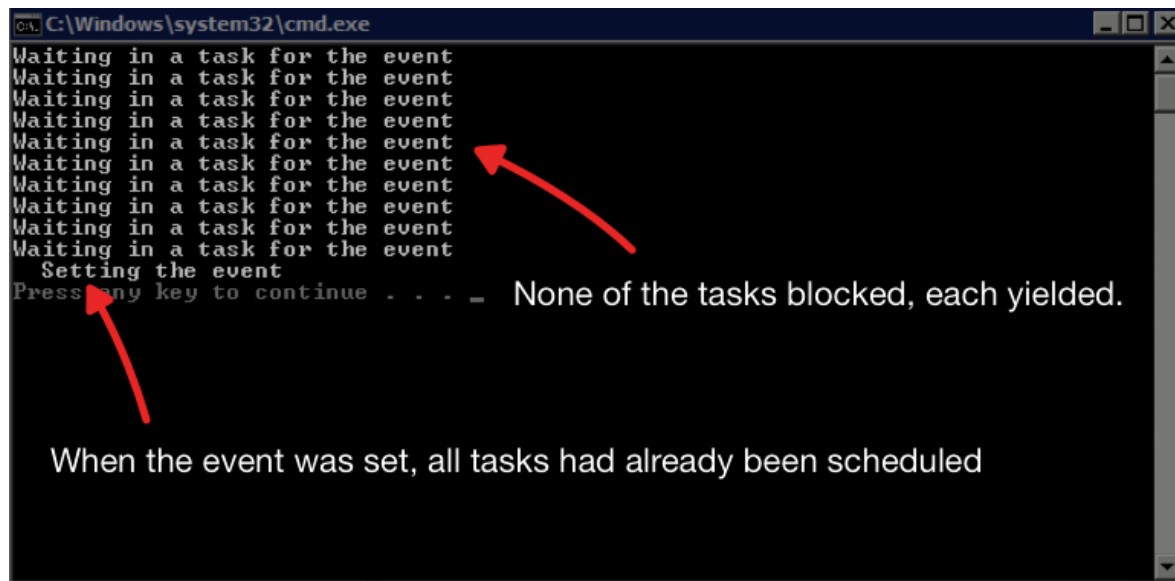 C:\Windows\system32\cmd.exe
Waiting in a task for the event
Waiting in a task for the event
Waiting in a task for the event
Waiting in a task for the event
Waiting in a task for the event
Waiting in a task for the event
Waiting in a task for the event
Waiting in a task for the event
Waiting in a task for the event
Waiting in a task for the event
Setting the event
Press any key to continue . . . _
None of the tasks blocked, each yielded.
When the event was set, all tasks had already been scheduled